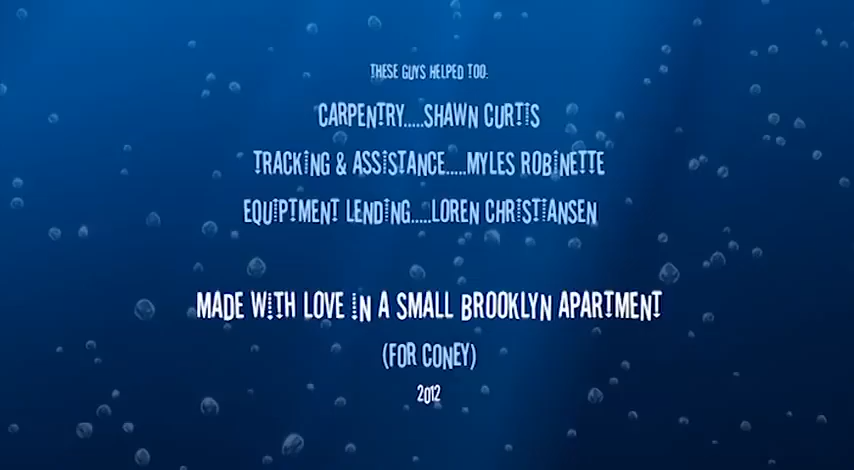 THESE GUYS HELPED TOO:
CARPENTRY.....SHAWN CURTIS
TRACKING & ASSISTANCE.....MYLES ROBINETTE
EQUIPTMENT LENDING.....LOREN CHRISTIANSEN
MADE WITH LOVE IN A SMALL BROOKLYN APARTMENT
(FOR CONEY)
2012